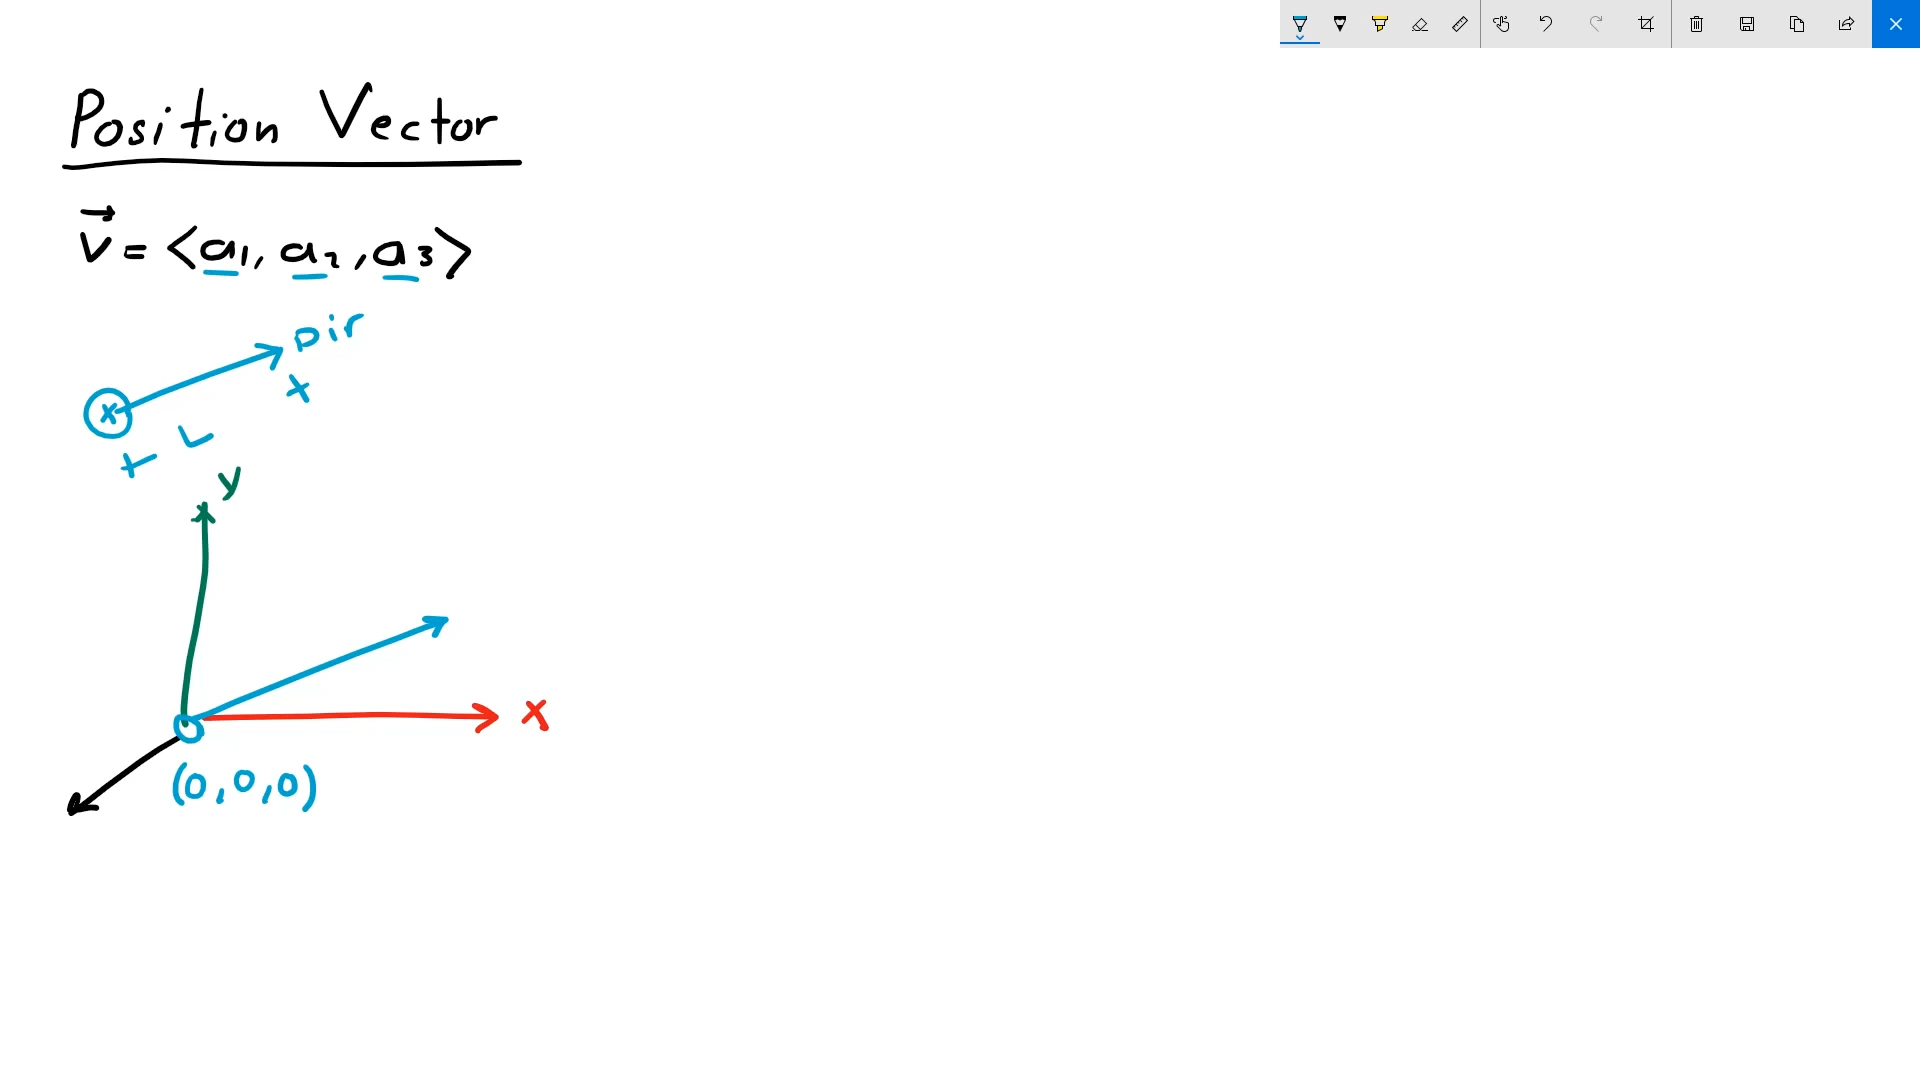 Position Vector
v = <a1, a2, a3>
Dir
x
x
y
x
(0,0,0)